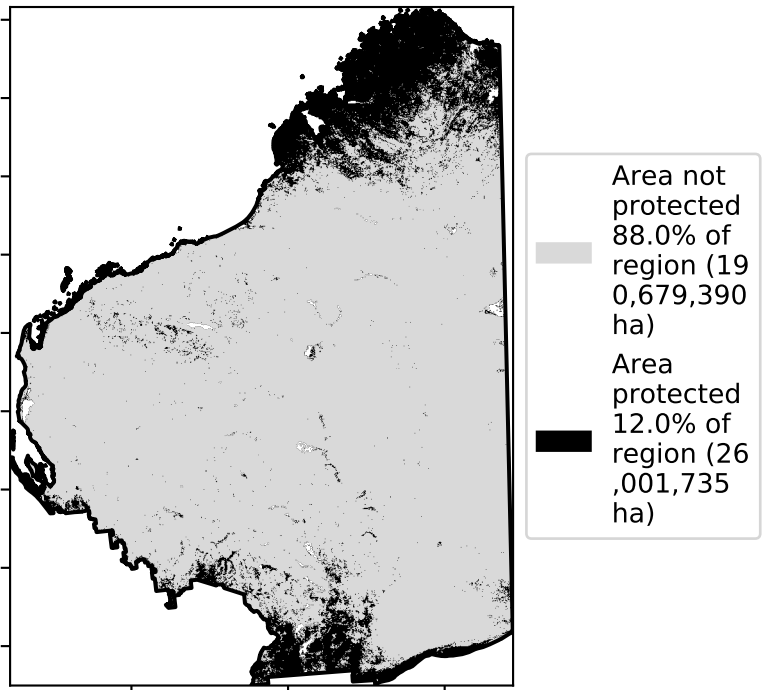 Area not
protected
88.0% of
region (19
0,679,390
ha)
Area
protected
12.0% of
region (26
,001,735
ha)